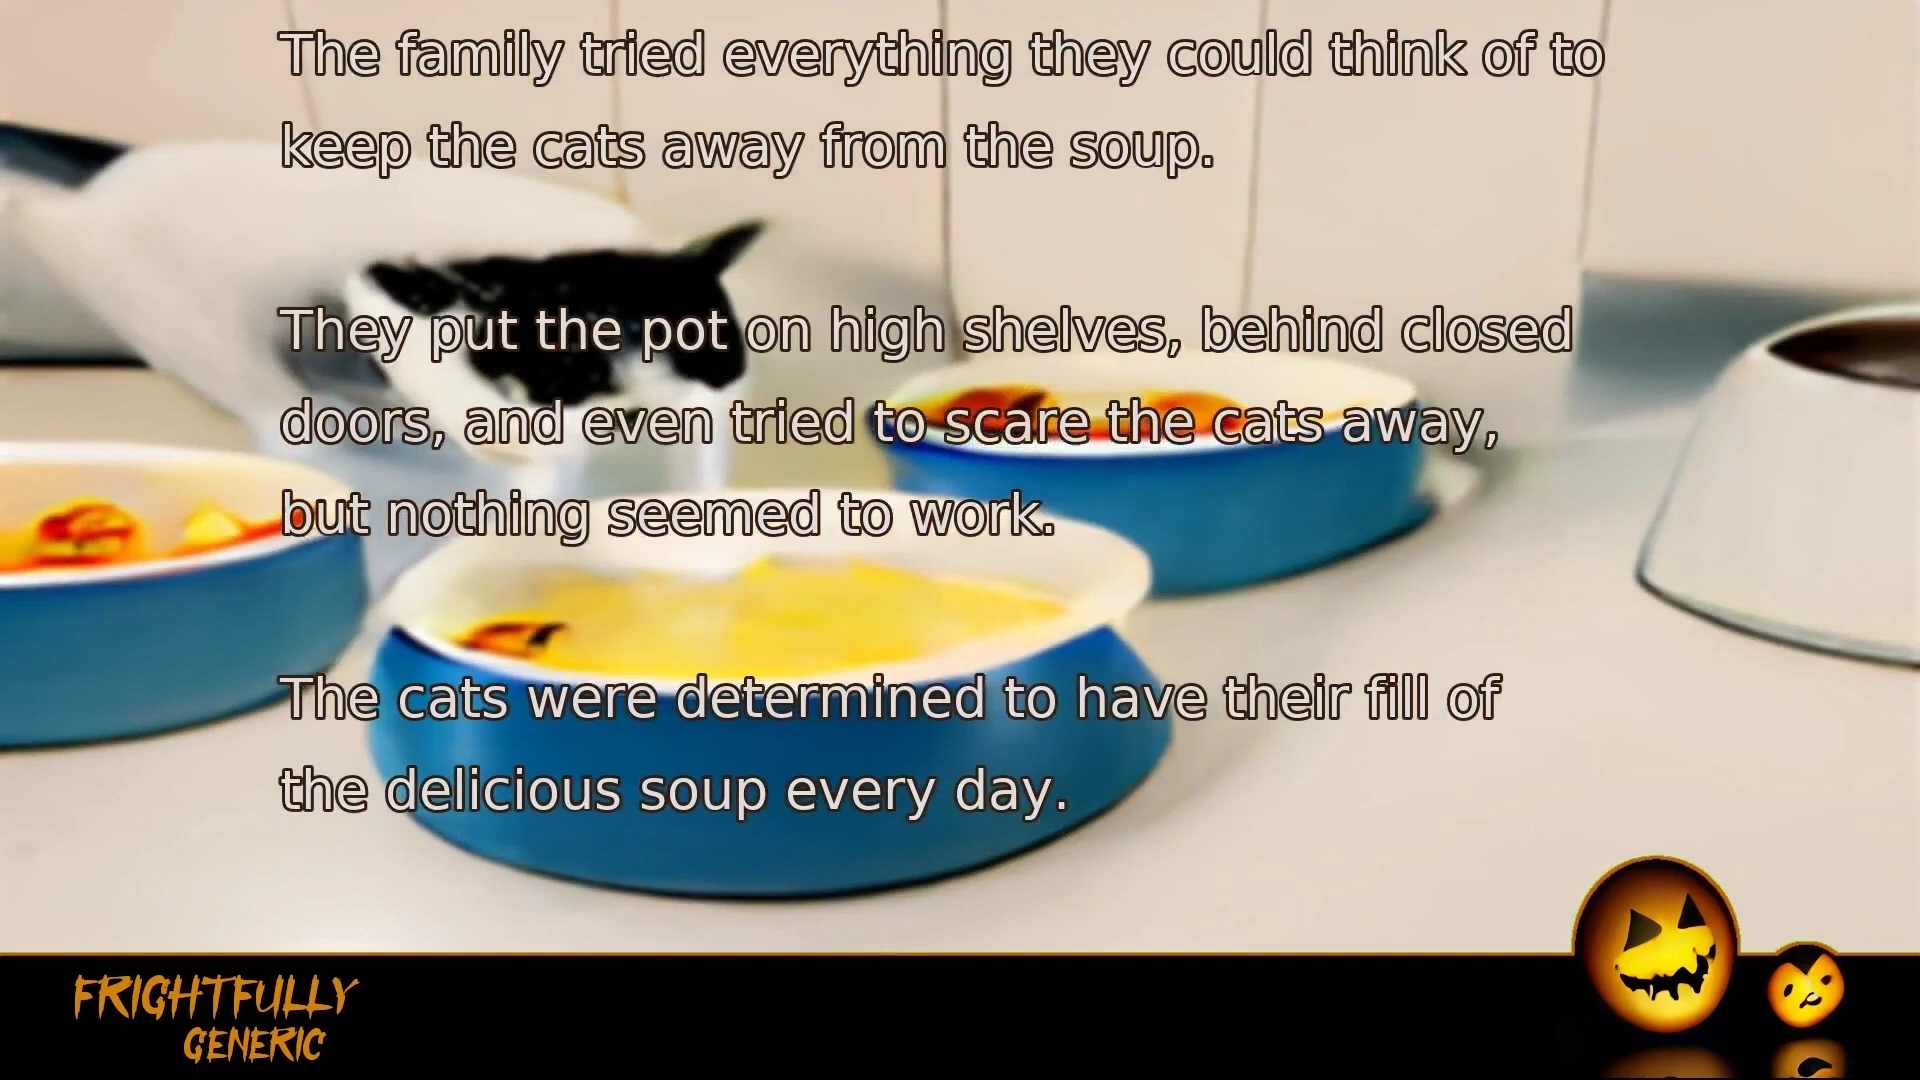 The family tried everything they could think of to
keep the cats away from the soup.
They put the pot on high shelves, behind closed
doors, and even tried to scare the cats away,
but nothing seemed to work.
The cats were determined to have their fill of
the delicious soup every day.
FRIGHTFULLY
GENERIC